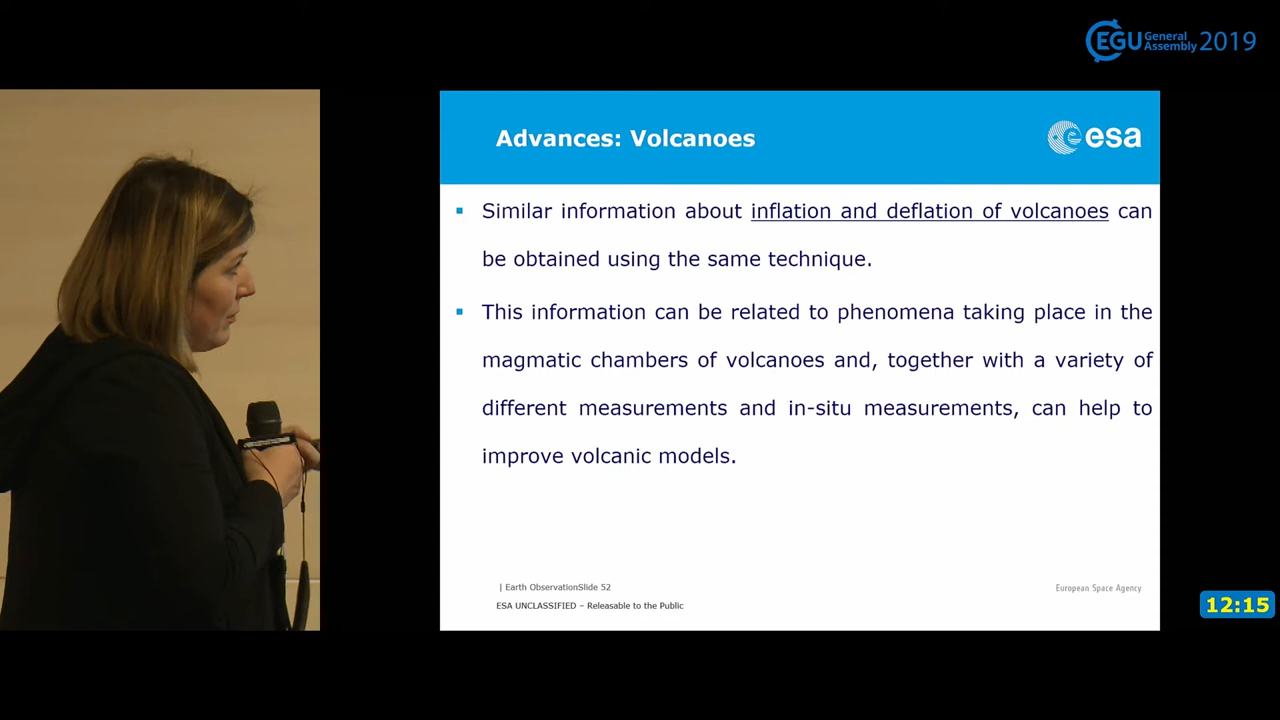 EGU General Assembly 2019
Advances: Volcanoes
esa
▪ Similar information about inflation and deflation of volcanoes can
be obtained using the same technique.
▪ This information can be related to phenomena taking place in the
magmatic chambers of volcanoes and, together with a variety of
different measurements and in-situ measurements, can help to
improve volcanic models.
| Earth ObservationSlide 52
European Space Agency
ESA UNCLASSIFIED – Releasable to the Public
12:15